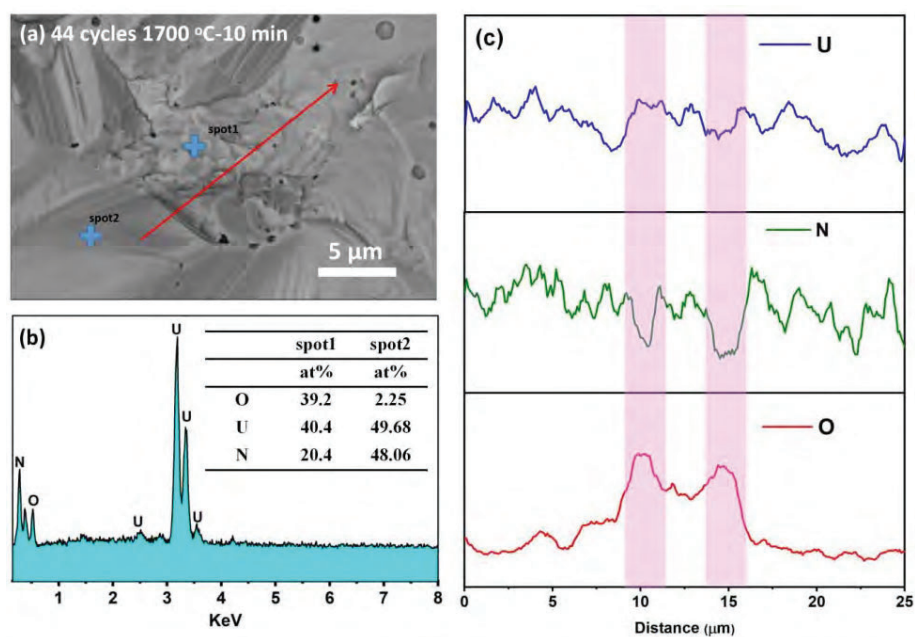 (a) 44 cycles 1700 °C-10 min
spot1
spot2
5 μm
(b)
U
U
U
U
N
O
spot1 spot2
at% at%
O 39.2 2.25
U 40.4 49.68
N 20.4 48.06
1 2 3 4 5 6 7 8
KeV
(c)
U
N
O
0 5 10 15 20 25
Distance (μm)